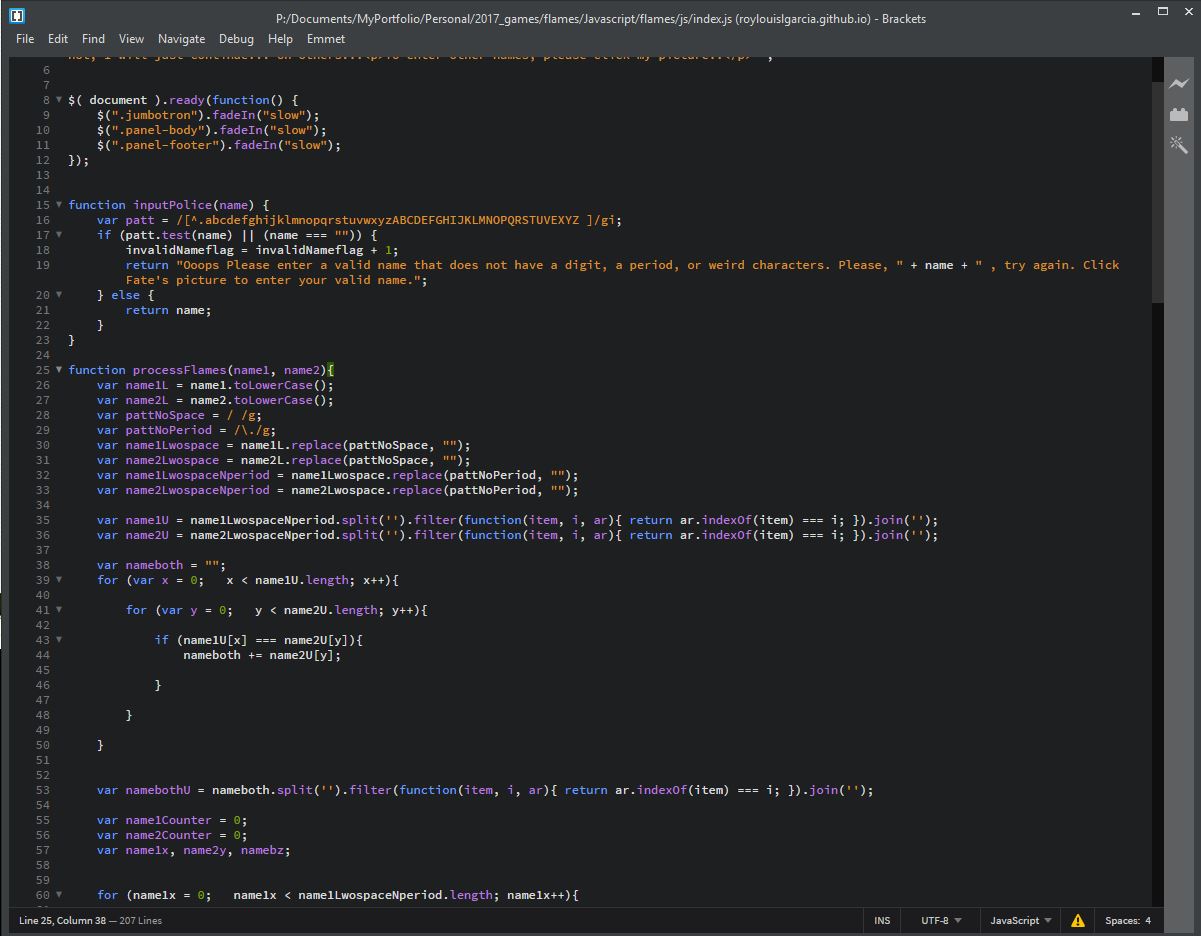 P:/Documents/MyPortfolio/Personal/2017_games/flames/Javascript/flames/js/index.js (roylouislgarcia.github.io) - Brackets
File Edit Find View Navigate Debug Help Emmet
6
7
8 $( document ).ready(function() {
9 $(".jumbotron").fadeIn("slow");
10 $(".panel-body").fadeIn("slow");
11 $(".panel-footer").fadeIn("slow");
12 });
13
14
15 function inputPolice(name) {
16 var patt = /[^.abcdefghijklmnopqrstuvwxyzABCDEFGHIJKLMNOPQRSTUVEXYZ ]/gi;
17 if (patt.test(name) || (name === "")) {
18 invalidNameflag = invalidNameflag + 1;
19 return "Ooops Please enter a valid name that does not have a digit, a period, or weird characters. Please, " + name + " , try again. Click
Fate's picture to enter your valid name.";
20 } else {
21 return name;
22 }
23 }
24
25 function processFlames(name1, name2){
26 var name1L = name1.toLowerCase();
27 var name2L = name2.toLowerCase();
28 var pattNoSpace = / /g;
29 var pattNoPeriod = /\./g;
30 var name1Lwospace = name1L.replace(pattNoSpace, "");
31 var name2Lwospace = name2L.replace(pattNoSpace, "");
32 var name1LwospaceNperiod = name1Lwospace.replace(pattNoPeriod, "");
33 var name2LwospaceNperiod = name2Lwospace.replace(pattNoPeriod, "");
34
35 var name1U = name1LwospaceNperiod.split('').filter(function(item, i, ar){ return ar.indexOf(item) === i; }).join('');
36 var name2U = name2LwospaceNperiod.split('').filter(function(item, i, ar){ return ar.indexOf(item) === i; }).join('');
37
38 var nameboth = "";
39 for (var x = 0; x < name1U.length; x++){
40
41 for (var y = 0; y < name2U.length; y++){
42
43 if (name1U[x] === name2U[y]){
44 nameboth += name2U[y];
45
46 }
47
48 }
49
50 }
51
52
53 var namebothU = nameboth.split('').filter(function(item, i, ar){ return ar.indexOf(item) === i; }).join('');
54
55 var name1Counter = 0;
56 var name2Counter = 0;
57 var name1x, name2y, namebz;
58
59
60 for (name1x = 0; name1x < name1LwospaceNperiod.length; name1x++){
Line 25, Column 38 — 207 Lines INS UTF-8 JavaScript Spaces: 4